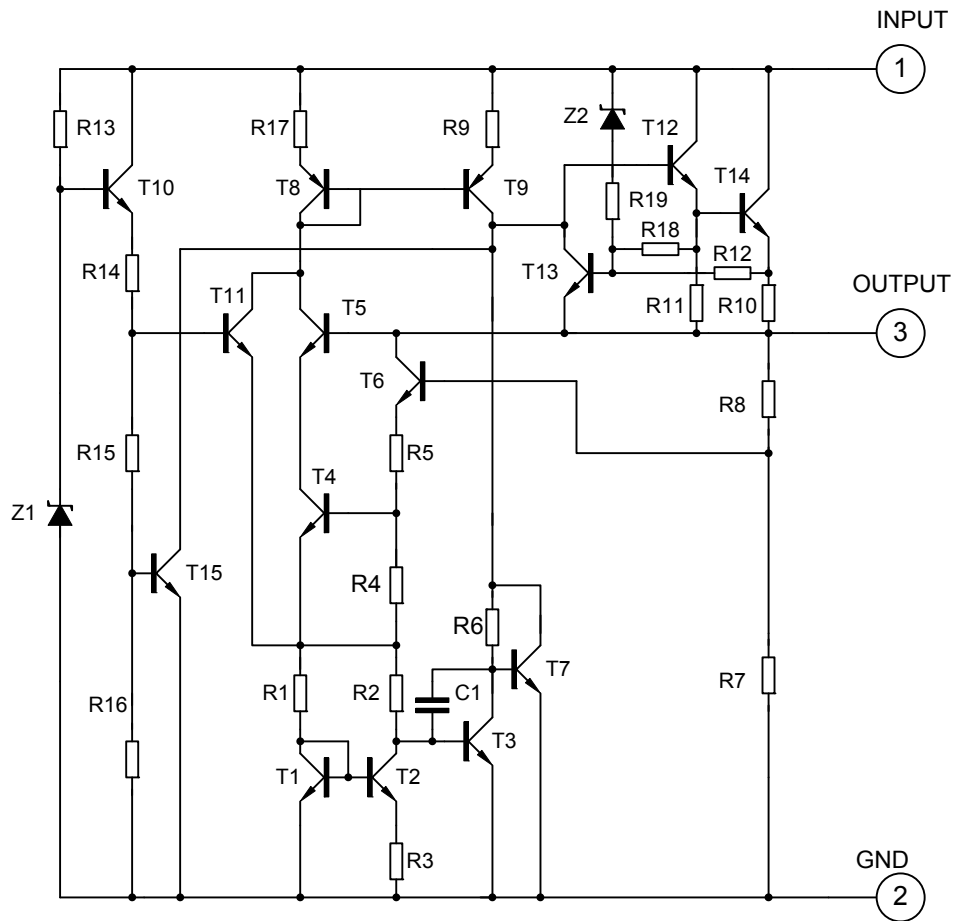 INPUT
1
R13
R17
R9
Z2
T12
T10
T8
T9
T14
R19
R18
R12
R14
T13
T11
T5
R11
R10
OUTPUT
3
T6
R8
R15
R5
T4
Z1
T15
R4
R6
T7
R1
R2
C1
R7
R16
T3
T1
T2
R3
GND
2